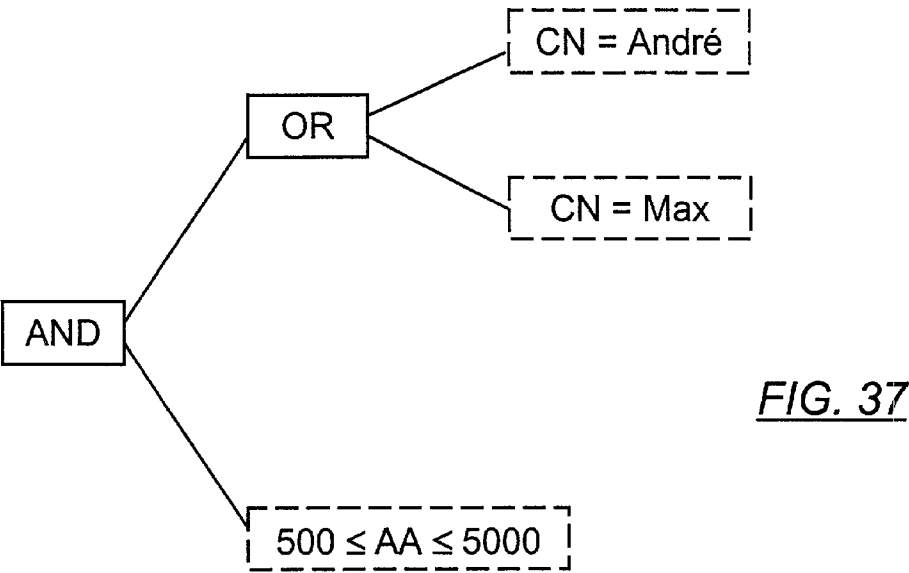 CN = André
OR
CN = Max
AND
FIG. 37
500 ≤ AA ≤ 5000